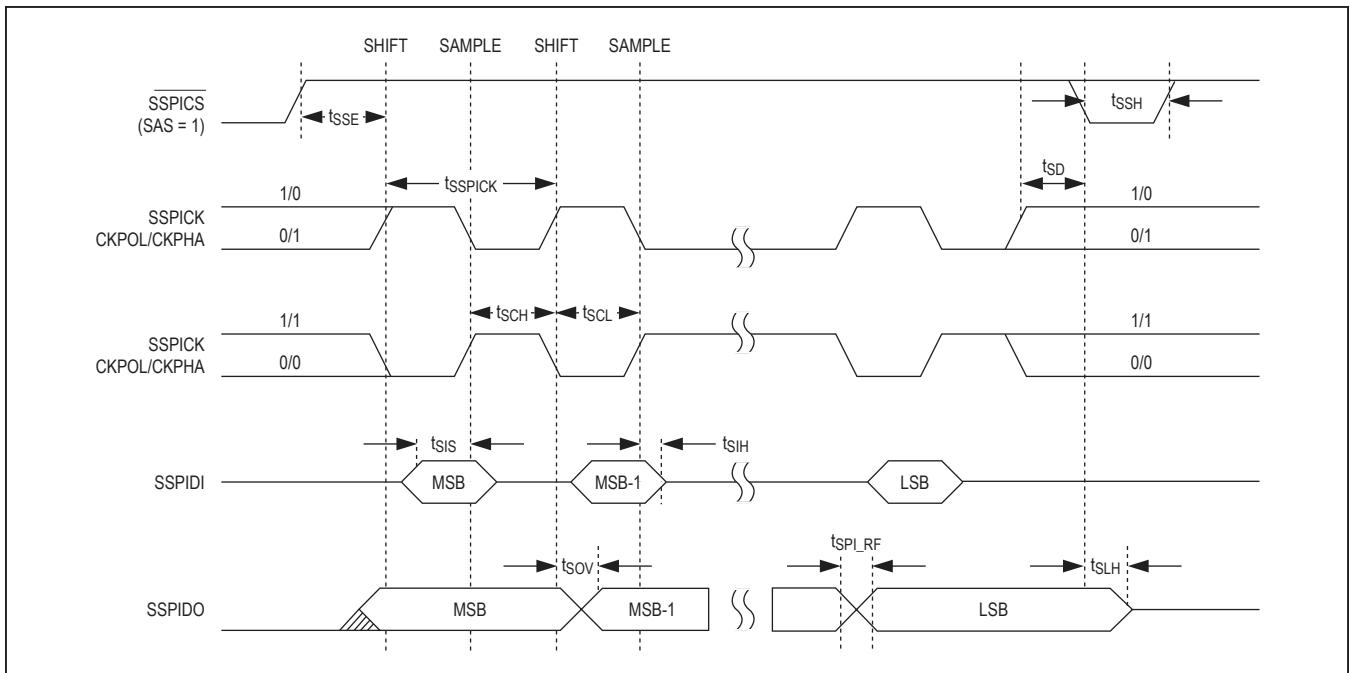 SHIFT SAMPLE SHIFT SAMPLE
SSPICS
(SAS = 1)
tSSE
tSSH
tSSPICK
tSD
1/0
1/0
SSPICK
CKPOL/CKPHA
0/1
0/1
tSCH
tSCL
1/1
1/1
SSPICK
CKPOL/CKPHA
0/0
0/0
tSIS
tSIH
SSPIDI
MSB
MSB-1
LSB
tSOV
tSPI_RF
tSLH
SSPIDO
MSB
MSB-1
LSB